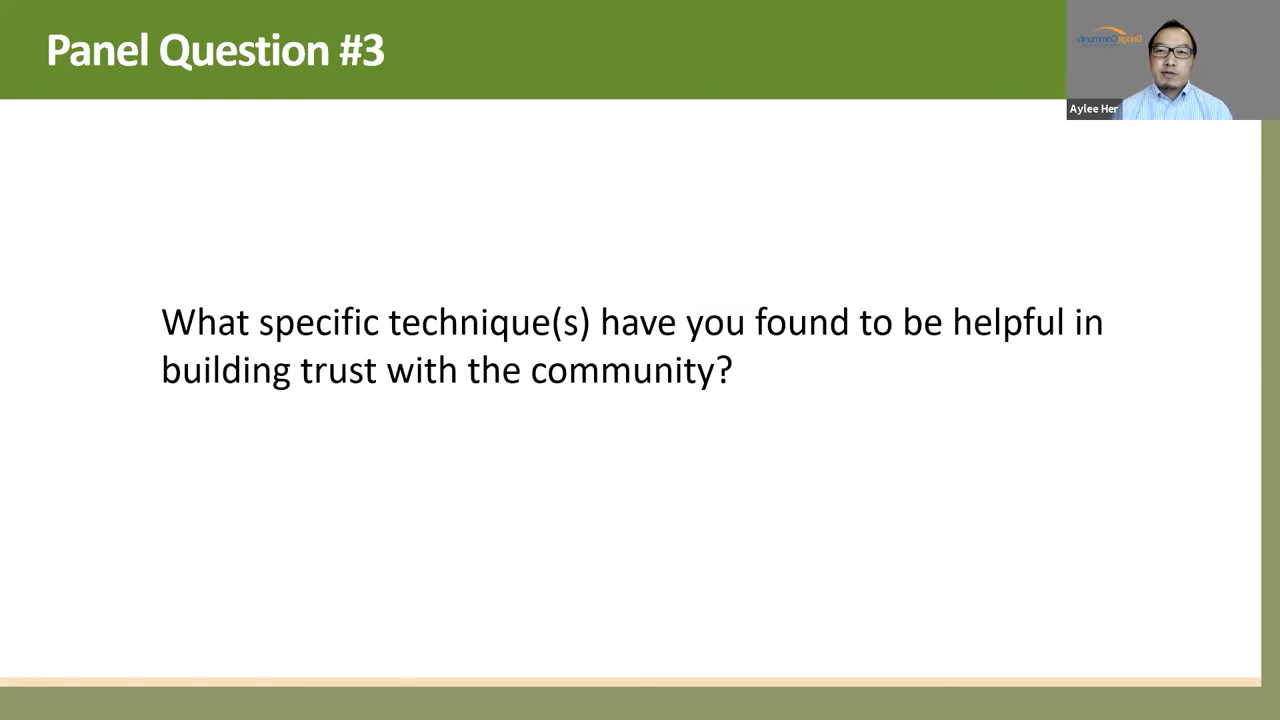 Panel Question #3
BridgeCommunity
Aylee Her
What specific technique(s) have you found to be helpful in
building trust with the community?